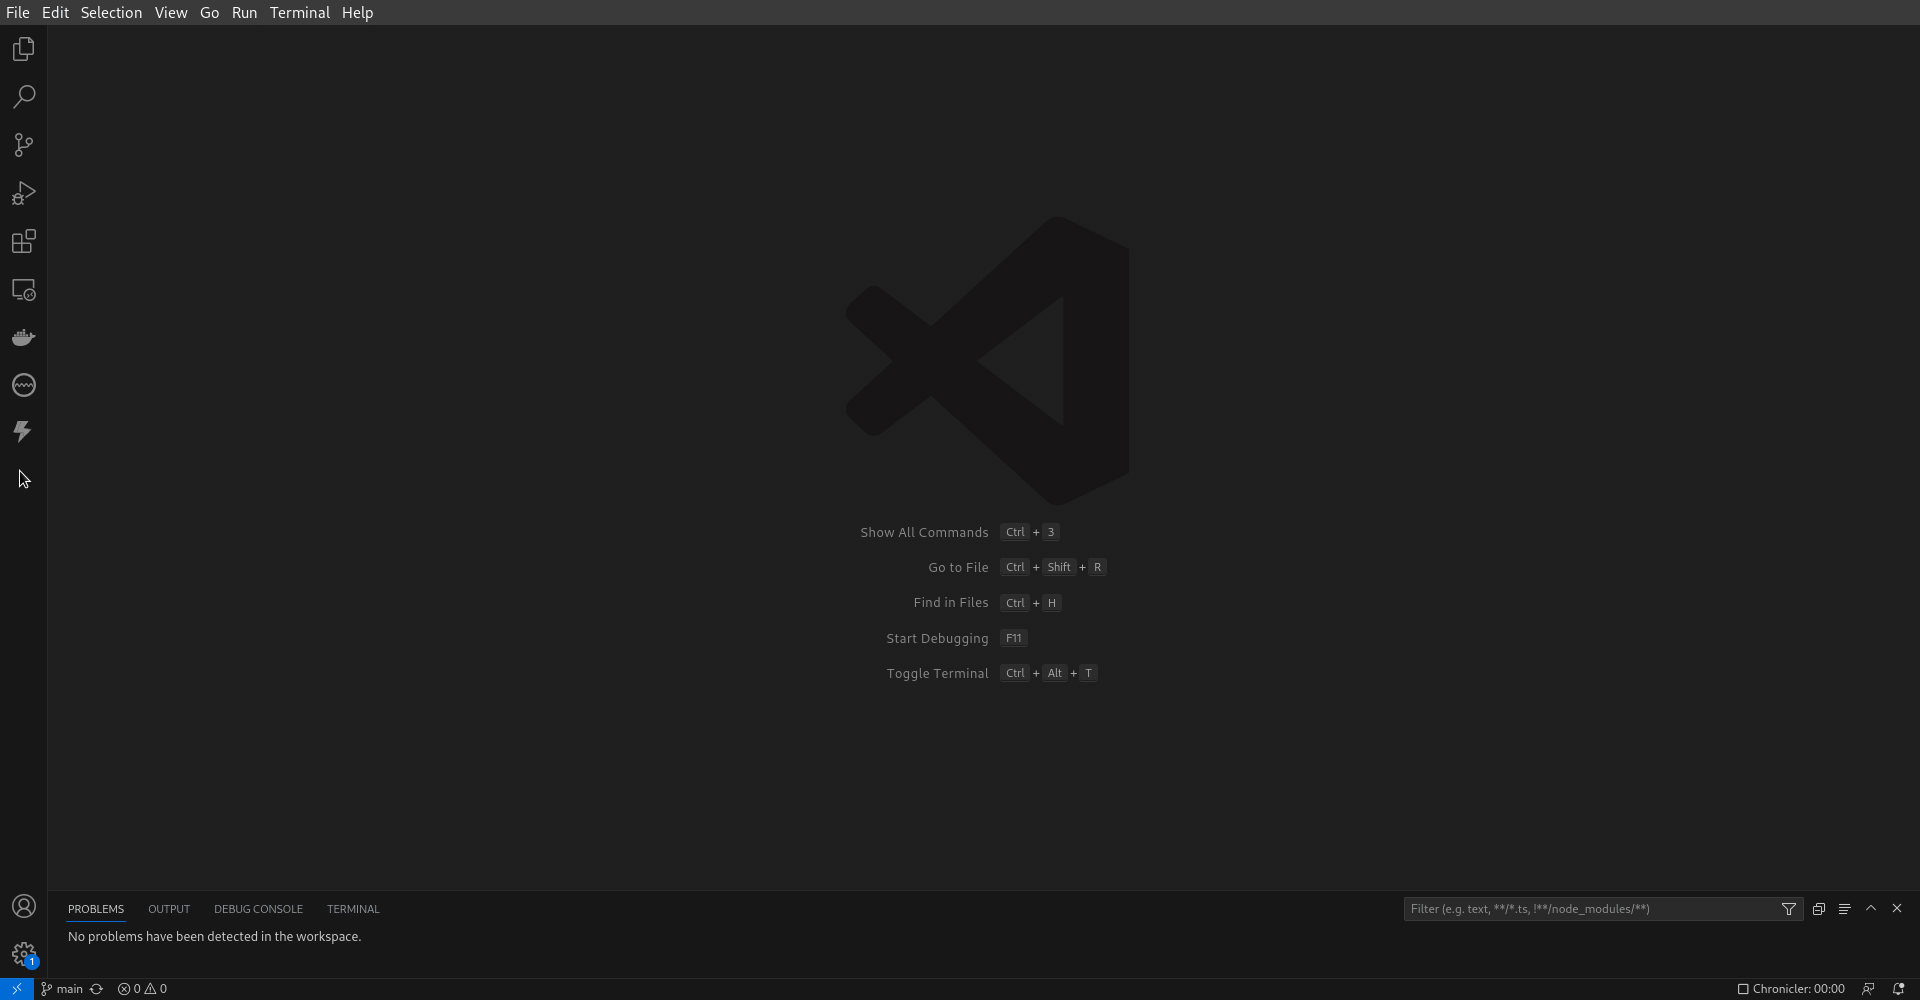 File Edit Selection View Go Run Terminal Help
Show All Commands Ctrl + 3
Go to File Ctrl + Shift + R
Find in Files Ctrl + H
Start Debugging F11
Toggle Terminal Ctrl + Alt + T
PROBLEMS OUTPUT DEBUG CONSOLE TERMINAL Filter (e.g. text, **/*.ts, !**/node_modules/**)
No problems have been detected in the workspace.
1
main 0 0 Chronicler: 00:00